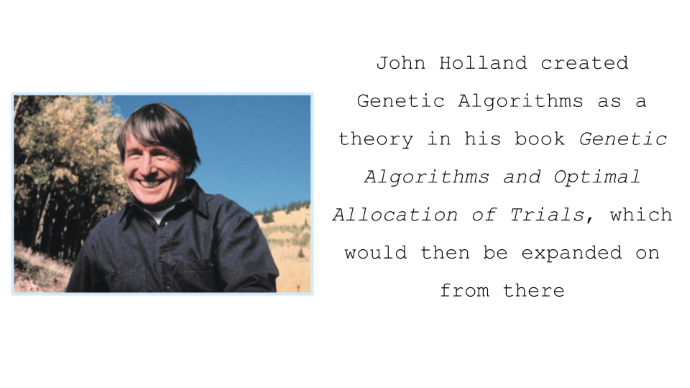 John Holland created
Genetic Algorithms as a
theory in his book Genetic
Algorithms and Optimal
Allocation of Trials, which
would then be expanded on
from there